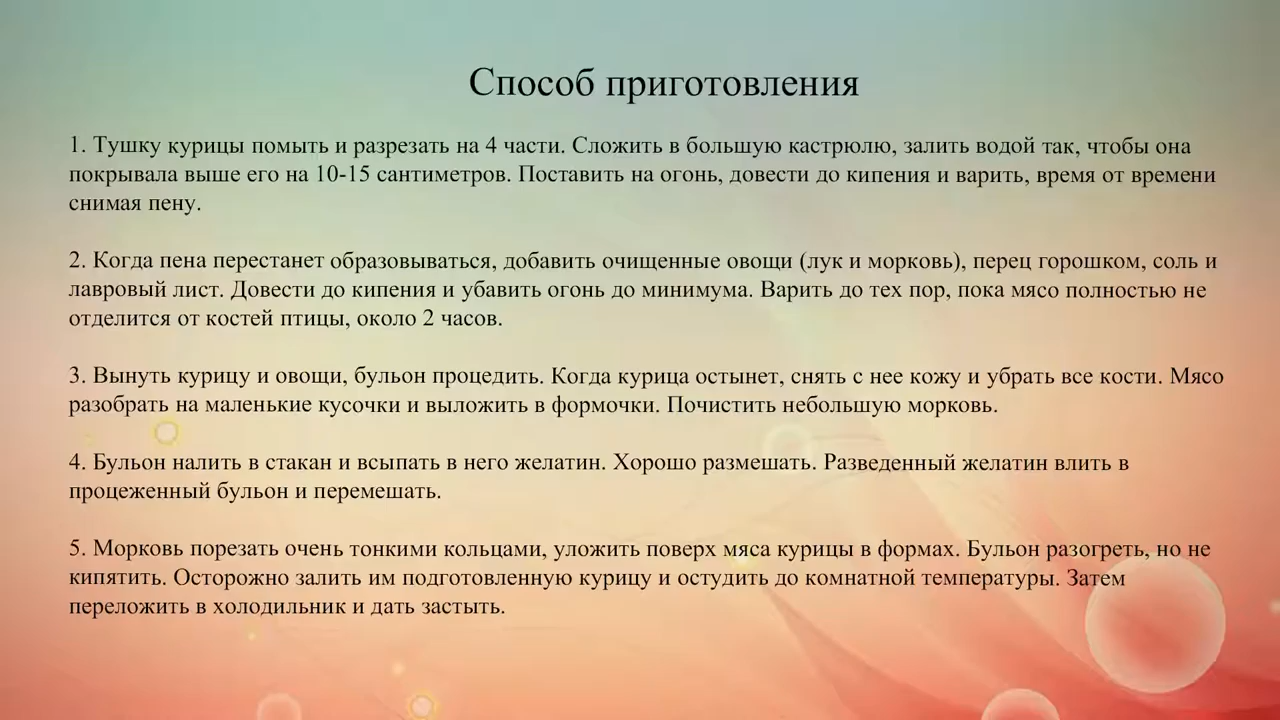 Способ приготовления
1. Тушку курицы помыть и разрезать на 4 части. Сложить в большую кастрюлю, залить водой так, чтобы она
покрывала выше его на 10-15 сантиметров. Поставить на огонь, довести до кипения и варить, время от времени
снимая пену.
2. Когда пена перестанет образовываться, добавить очищенные овощи (лук и морковь), перец горошком, соль и
лавровый лист. Довести до кипения и убавить огонь до минимума. Варить до тех пор, пока мясо полностью не
отделится от костей птицы, около 2 часов.
3. Вынуть курицу и овощи, бульон процедить. Когда курица остынет, снять с нее кожу и убрать все кости. Мясо
разобрать на маленькие кусочки и выложить в формочки. Почистить небольшую морковь.
4. Бульон налить в стакан и всыпать в него желатин. Хорошо размешать. Разведенный желатин влить в
процеженный бульон и перемешать.
5. Морковь порезать очень тонкими кольцами, уложить поверх мяса курицы в формах. Бульон разогреть, но не
кипятить. Осторожно залить им подготовленную курицу и остудить до комнатной температуры. Затем
переложить в холодильник и дать застыть.